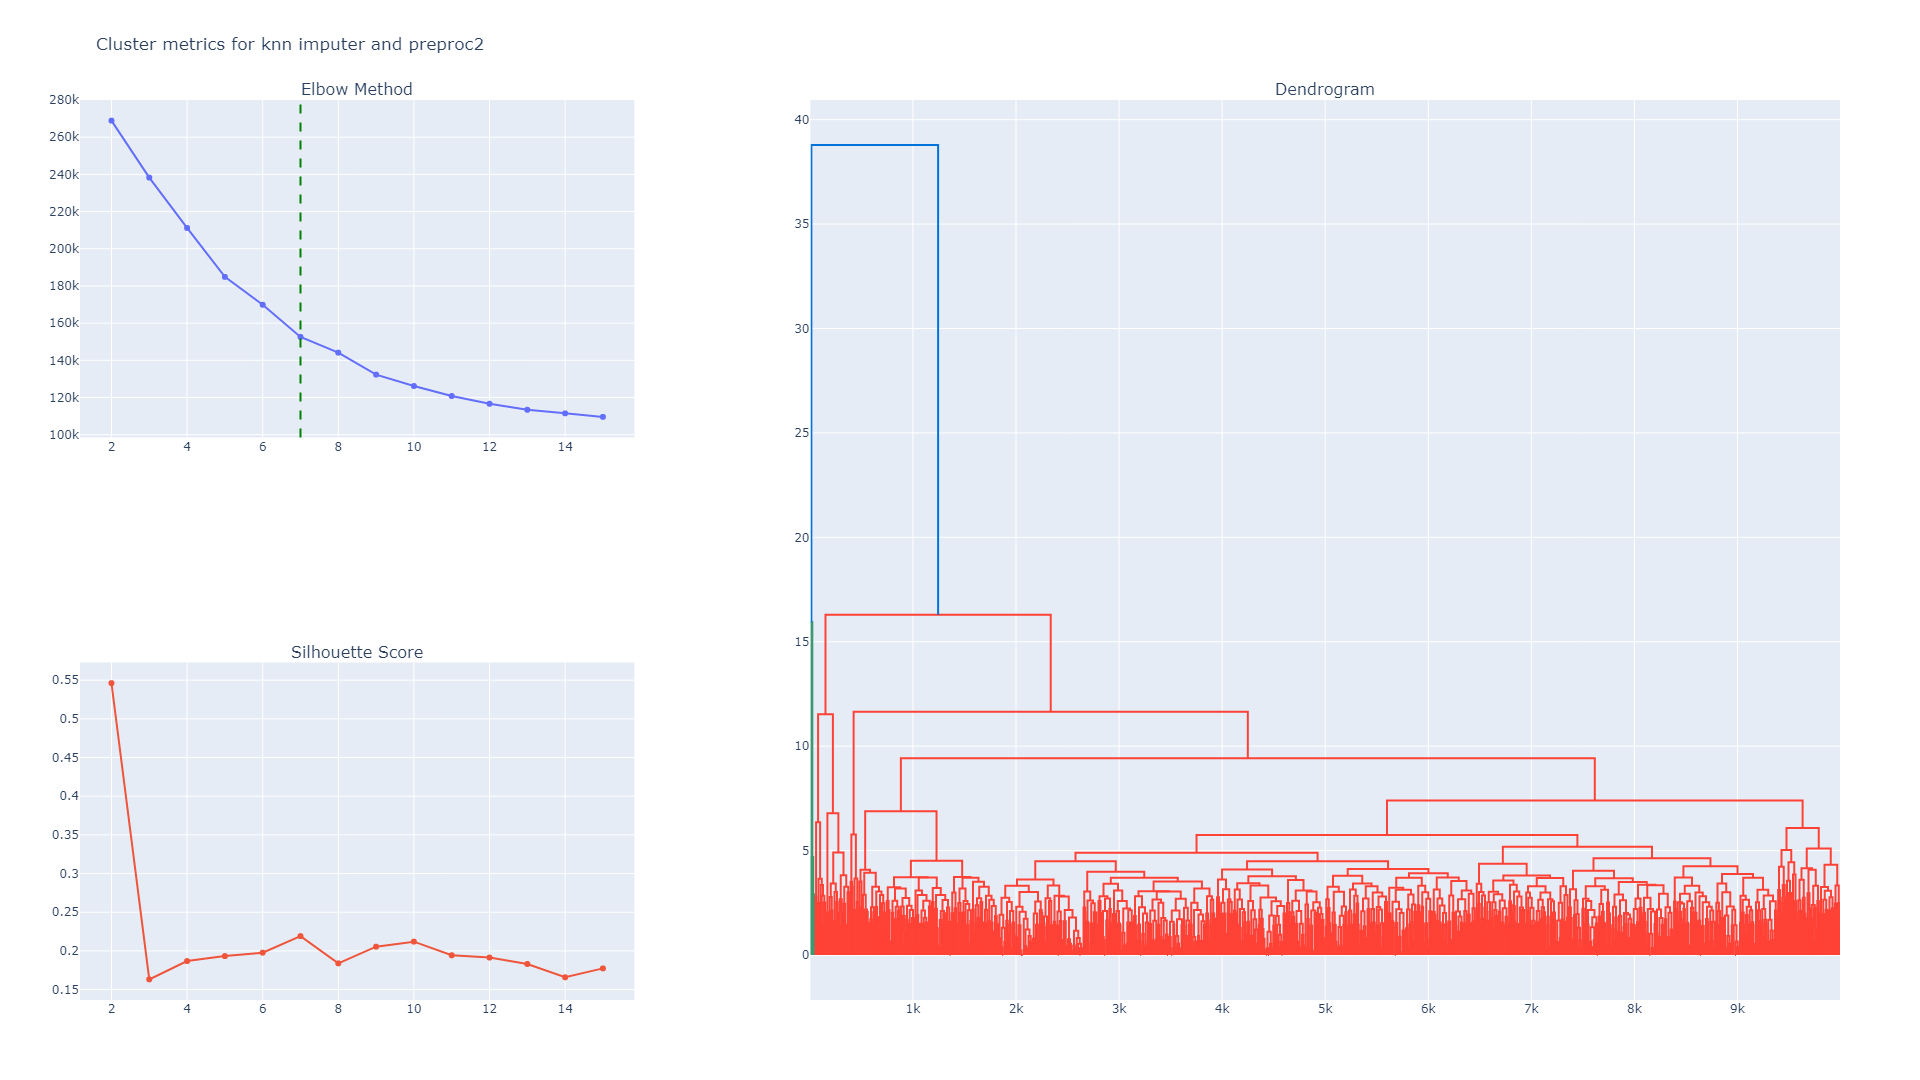 Cluster metrics for knn imputer and preproc2
Elbow Method
280k
260k
240k
220k
200k
180k
160k
140k
120k
100k
2 4 6 8 10 12 14
Silhouette Score
0.55
0.5
0.45
0.4
0.35
0.3
0.25
0.2
0.15
2 4 6 8 10 12 14
Dendrogram
40
35
30
25
20
15
10
5
0
1k 2k 3k 4k 5k 6k 7k 8k 9k